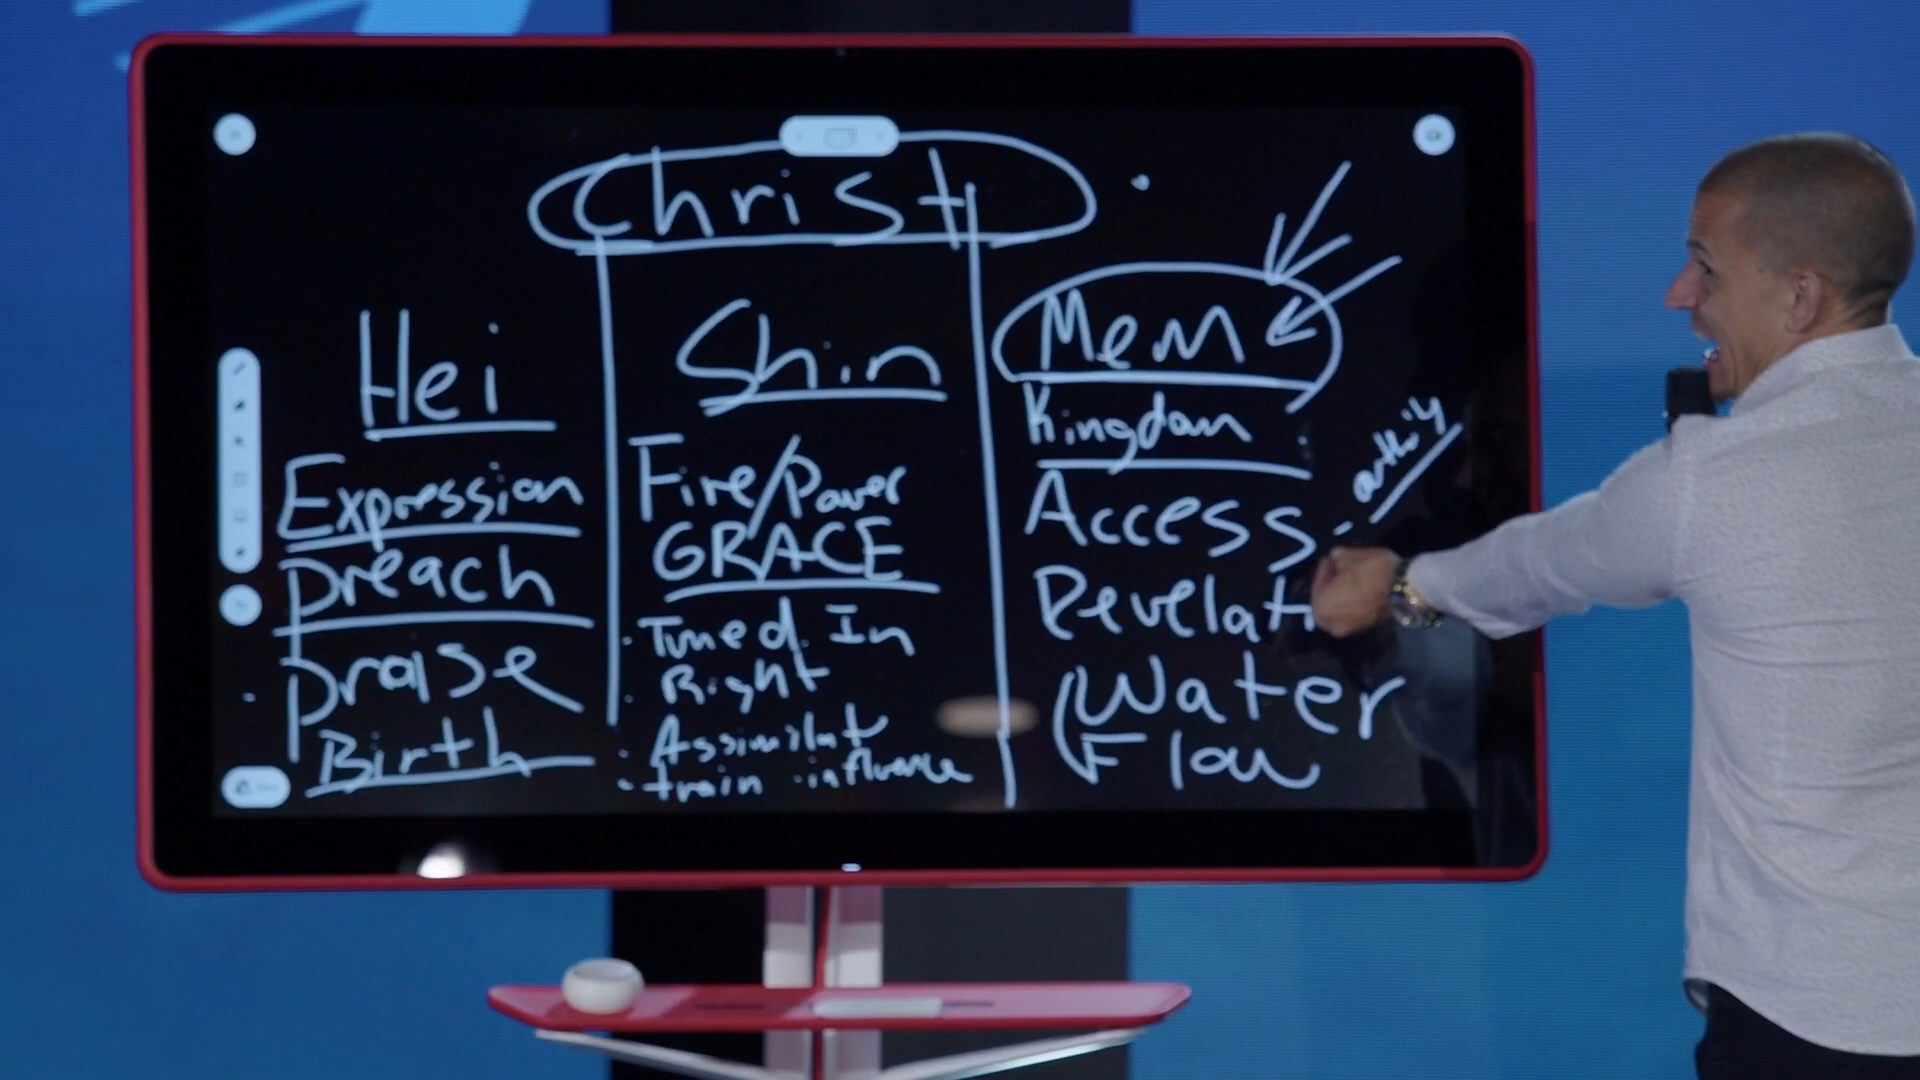 Christ
Hei
Expression
preach
praise
Birth
Shin
Fire/Power
GRACE
· Tuned In
· Right
· Assimilat
· train · influence
Mem
Kingdom
Access -
Revelat
Water
Flow